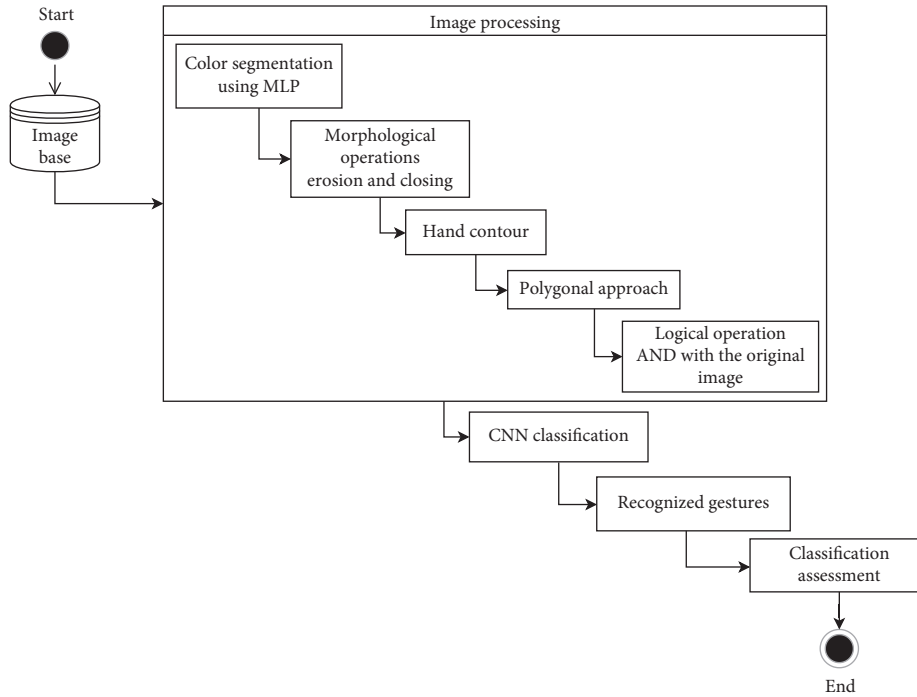 Start
Image
base
Image processing
Color segmentation
using MLP
Morphological
operations
erosion and closing
Hand contour
Polygonal approach
Logical operation
AND with the original
image
CNN classification
Recognized gestures
Classification
assessment
End